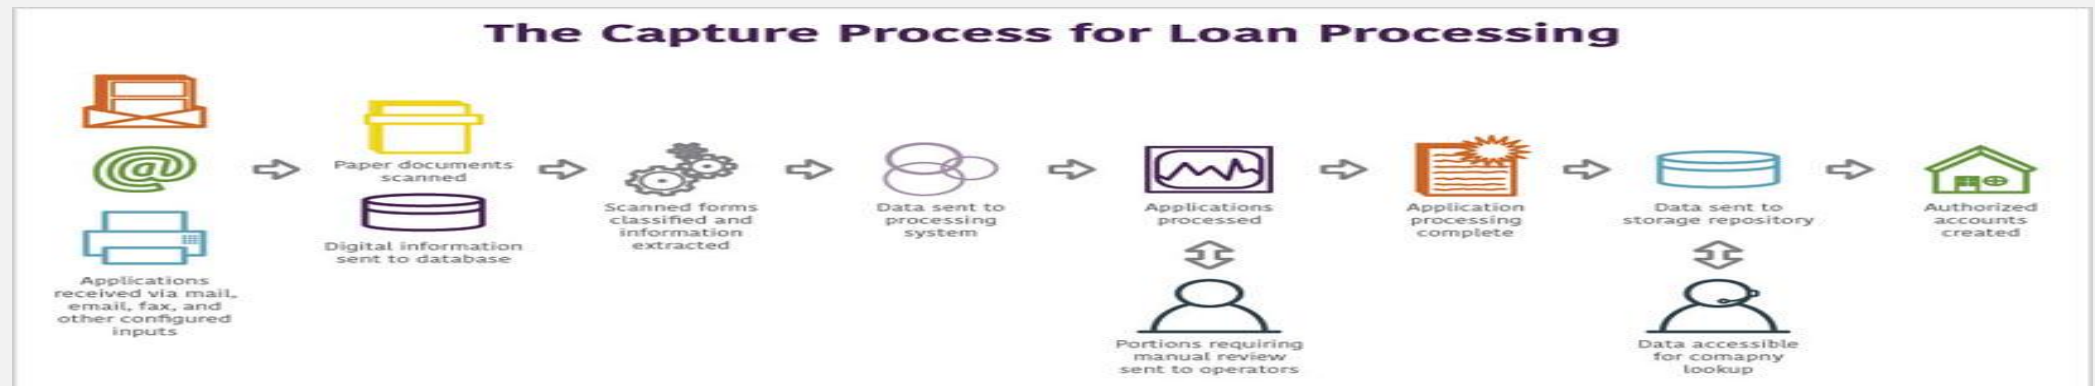 The Capture Process for Loan Processing
Applications
received via mail,
email, fax, and
other configured
inputs
Paper documents
scanned
Digital information
sent to database
Scanned forms
classified and
information
extracted
Data sent to
processing
system
Applications
processed
Portions requiring
manual review
sent to operators
Application
processing
complete
Data sent to
storage repository
Data accessible
for comapny
lookup
Authorized
accounts
created